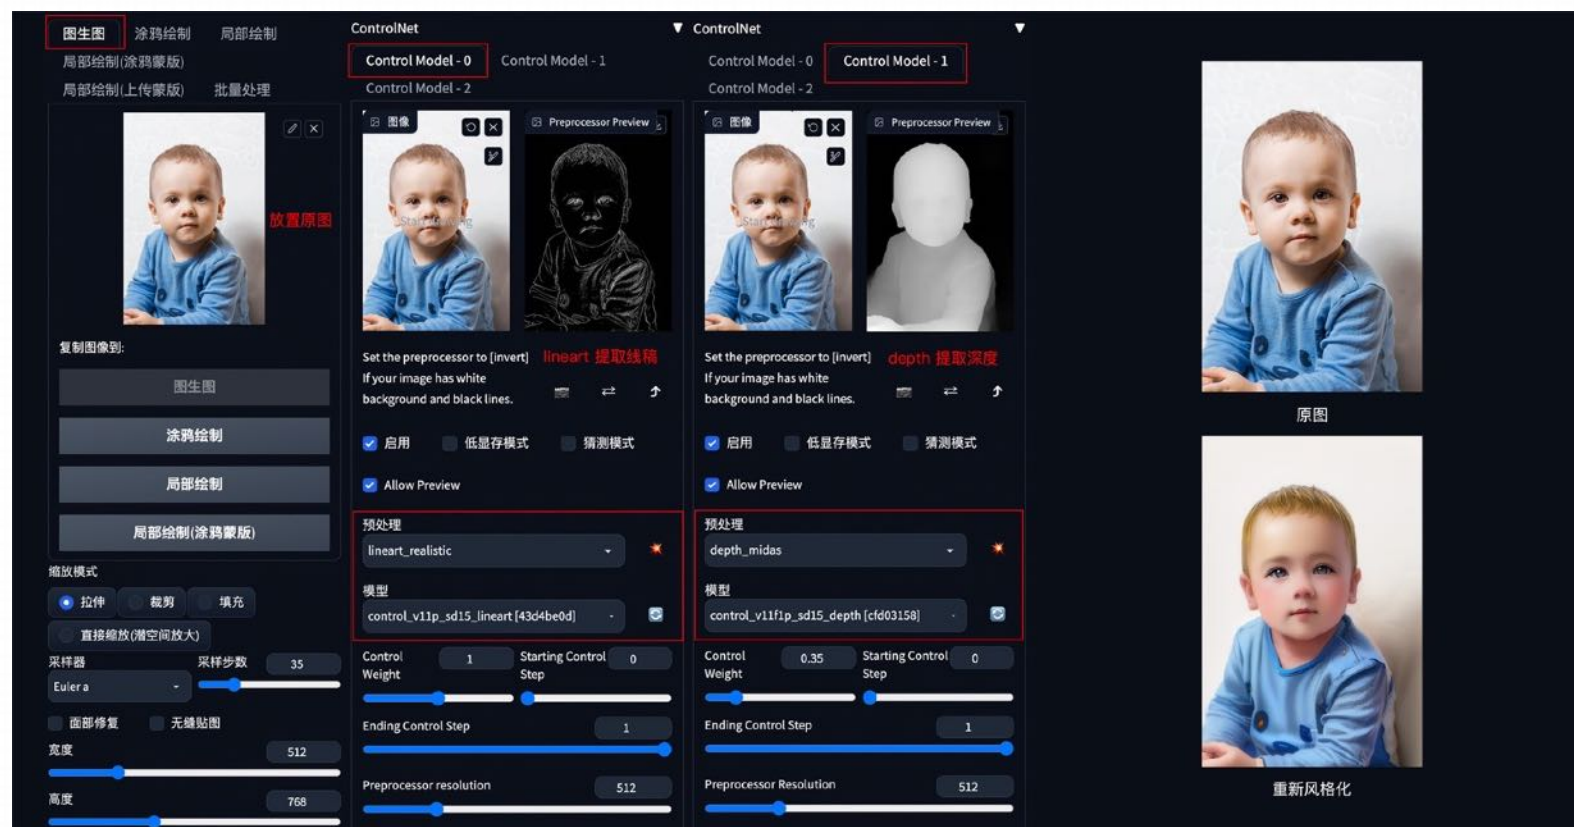 图生图 涂鸦绘制 局部绘制
局部绘制(涂鸦蒙版)
局部绘制(上传蒙版) 批量处理
放置原图
复制图像到:
图生图
涂鸦绘制
局部绘制
局部绘制(涂鸦蒙版)
缩放模式
拉伸 裁剪 填充
直接缩放(潜空间放大)
采样器 采样步数 35
Euler a
面部修复 无缝贴图
宽度 512
高度 768
ControlNet
Control Model - 0 Control Model - 1
Control Model - 2
图像 Preprocessor Preview
Set the preprocessor to [invert] lineart 提取线稿
If your image has white
background and black lines.
启用 低显存模式 猜测模式
Allow Preview
预处理
lineart_realistic
模型
control_v11p_sd15_lineart [43d4be0d]
Control Weight 1 Starting Control Step 0
Ending Control Step 1
Preprocessor resolution 512
ControlNet
Control Model - 0 Control Model - 1
Control Model - 2
图像 Preprocessor Preview
Set the preprocessor to [invert] depth 提取深度
If your image has white
background and black lines.
启用 低显存模式 猜测模式
Allow Preview
预处理
depth_midas
模型
control_v11f1p_sd15_depth [cfd03158]
Control Weight 0.35 Starting Control Step 0
Ending Control Step 1
Preprocessor Resolution 512
原图
重新风格化